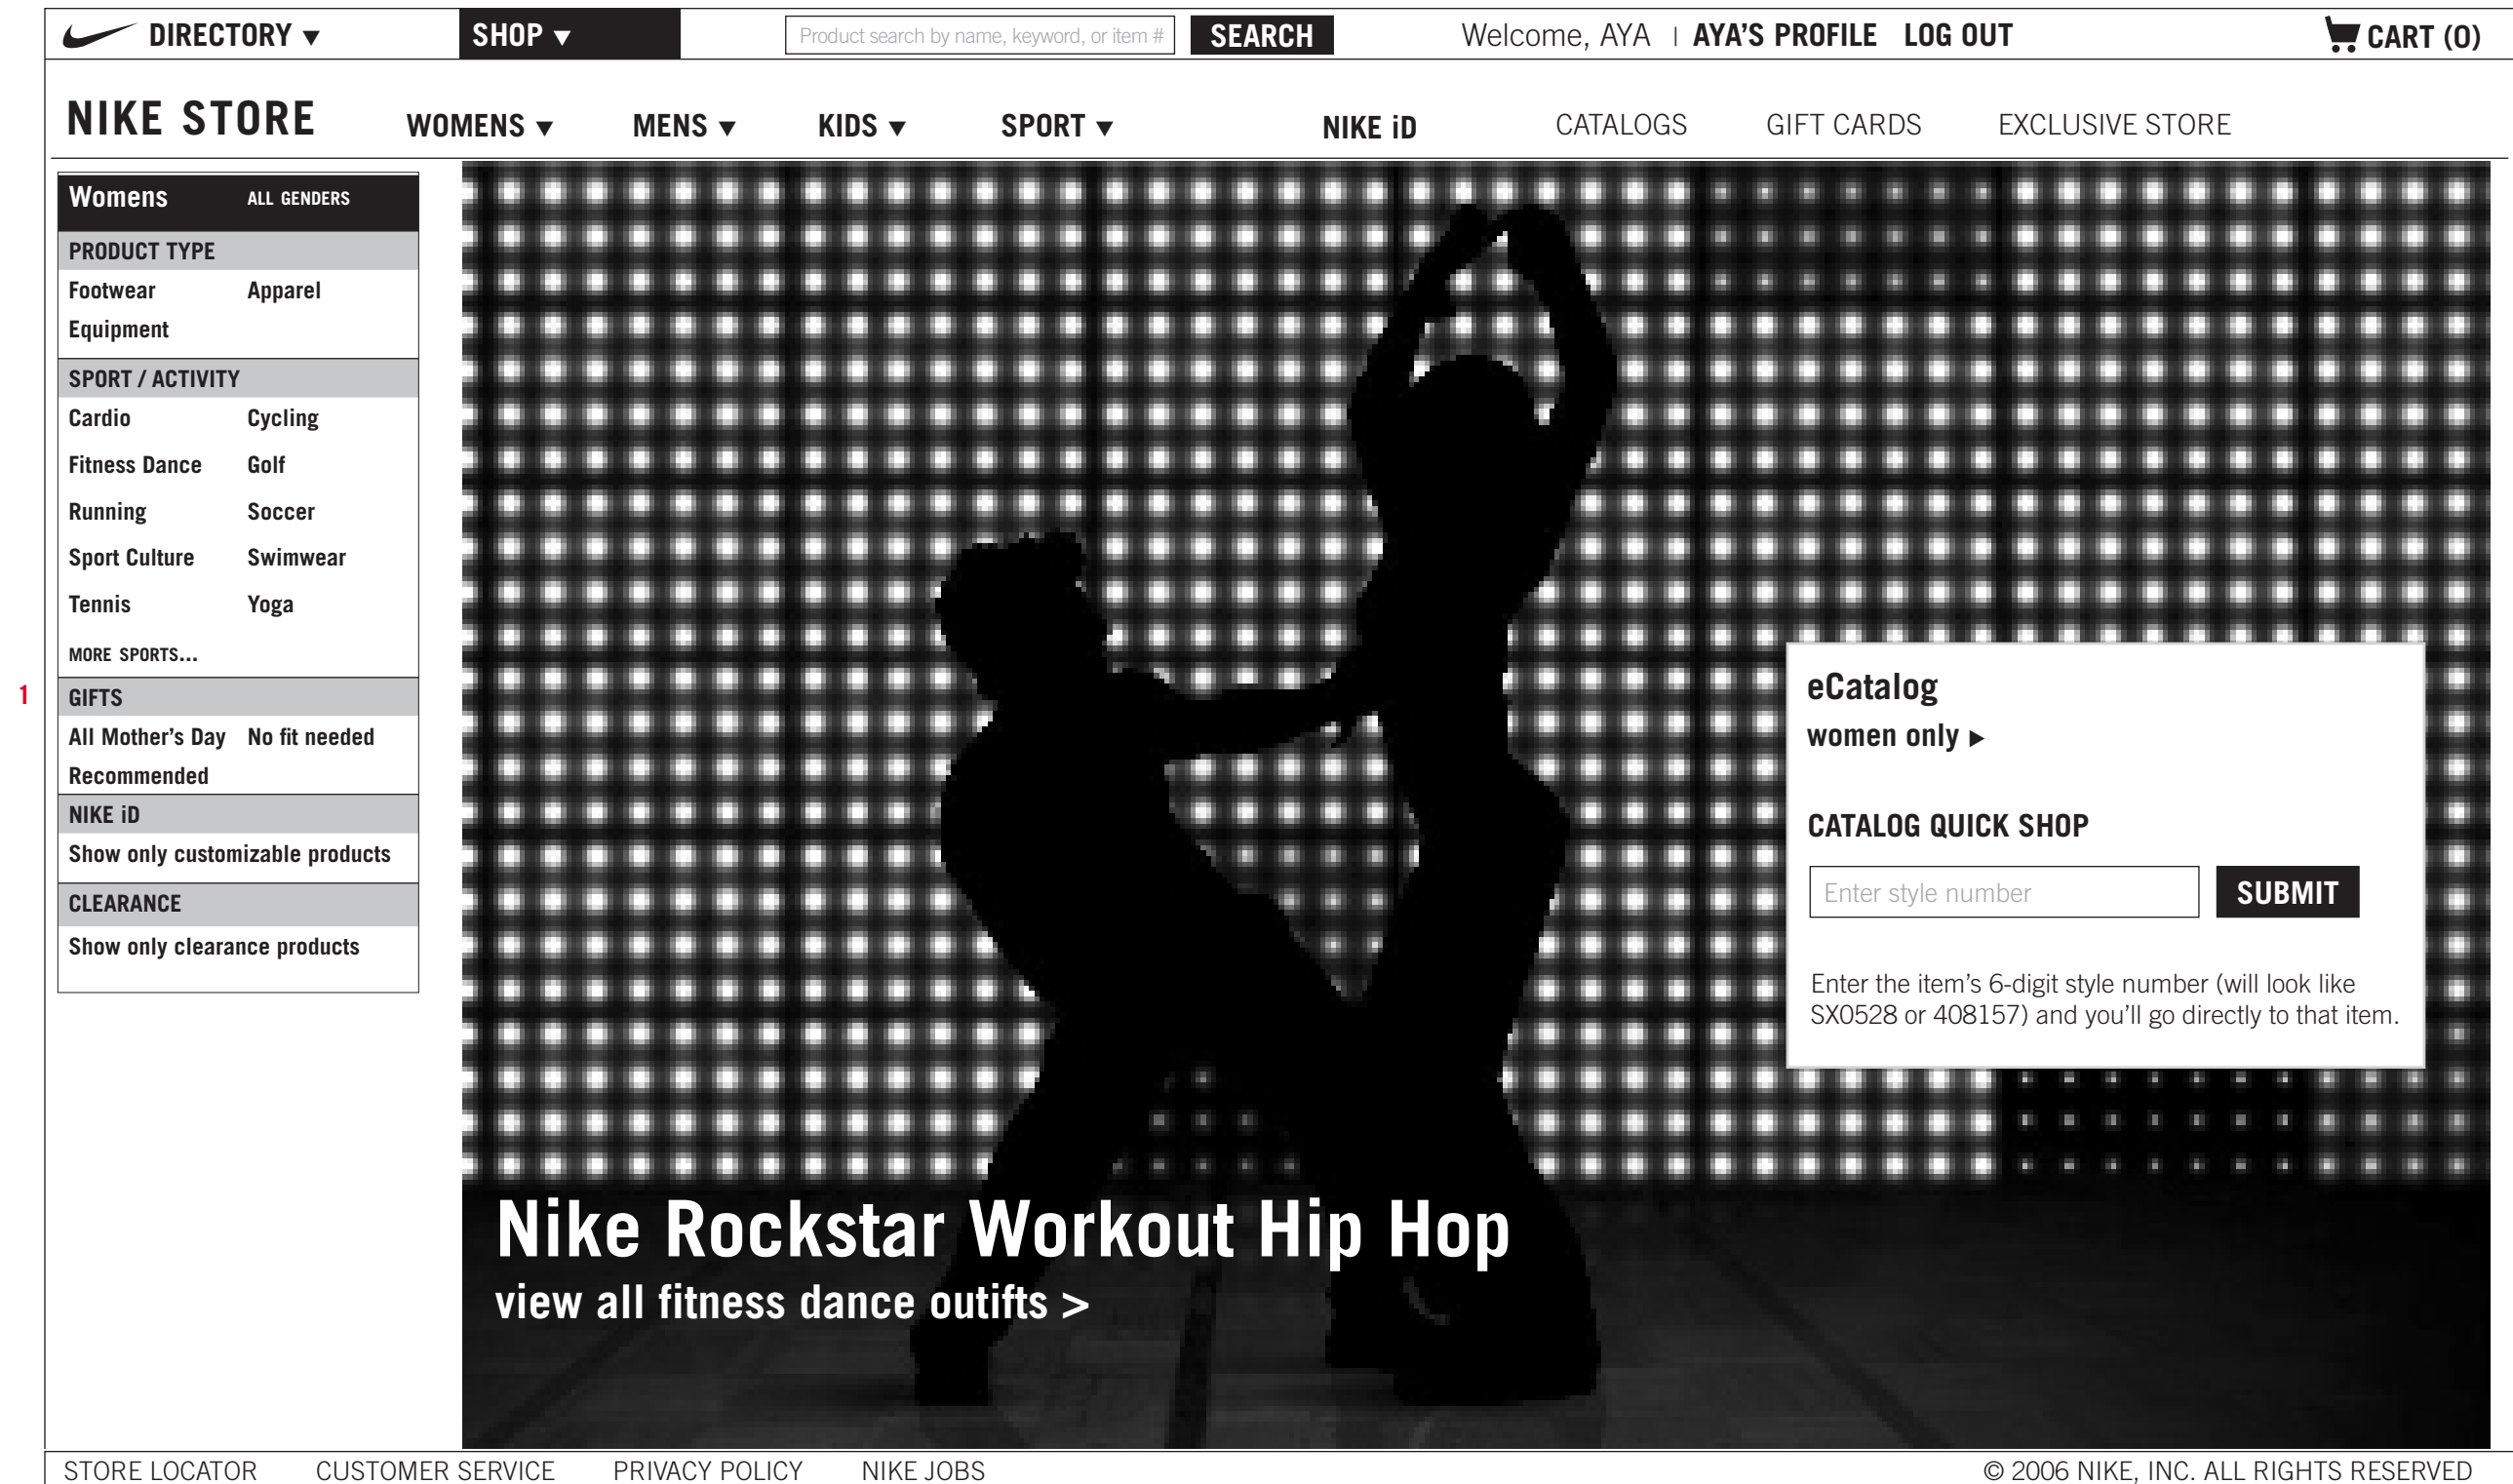 DIRECTORY ▼ SHOP ▼ Product search by name, keyword, or item # SEARCH Welcome, AYA | AYA'S PROFILE LOG OUT CART (0)
NIKE STORE WOMENS ▼ MENS ▼ KIDS ▼ SPORT ▼ NIKE iD CATALOGS GIFT CARDS EXCLUSIVE STORE
Womens ALL GENDERS
PRODUCT TYPE
Footwear Apparel
Equipment
SPORT / ACTIVITY
Cardio Cycling
Fitness Dance Golf
Running Soccer
Sport Culture Swimwear
Tennis Yoga
MORE SPORTS...
1
GIFTS
All Mother's Day No fit needed
Recommended
NIKE iD
Show only customizable products
CLEARANCE
Show only clearance products
eCatalog
women only ▶
CATALOG QUICK SHOP
Enter style number SUBMIT
Enter the item's 6-digit style number (will look like
SX0528 or 408157) and you'll go directly to that item.
Nike Rockstar Workout Hip Hop
view all fitness dance outifts >
STORE LOCATOR CUSTOMER SERVICE PRIVACY POLICY NIKE JOBS © 2006 NIKE, INC. ALL RIGHTS RESERVED